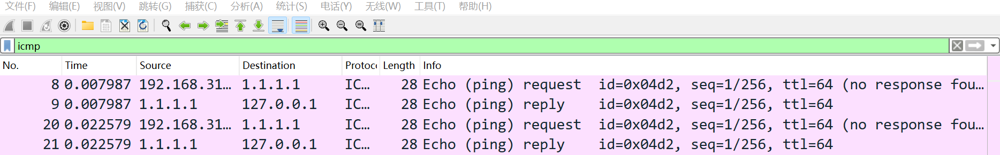 文件(F) 编辑(E) 视图(V) 跳转(G) 捕获(C) 分析(A) 统计(S) 电话(Y) 无线(W) 工具(T) 帮助(H)
icmp
No. Time Source Destination Protoco Length Info
8 0.007987 192.168.31… 1.1.1.1 IC… 28 Echo (ping) request id=0x04d2, seq=1/256, ttl=64 (no response fou…
9 0.007987 1.1.1.1 127.0.0.1 IC… 28 Echo (ping) reply id=0x04d2, seq=1/256, ttl=64
20 0.022579 192.168.31… 1.1.1.1 IC… 28 Echo (ping) request id=0x04d2, seq=1/256, ttl=64 (no response fou…
21 0.022579 1.1.1.1 127.0.0.1 IC… 28 Echo (ping) reply id=0x04d2, seq=1/256, ttl=64